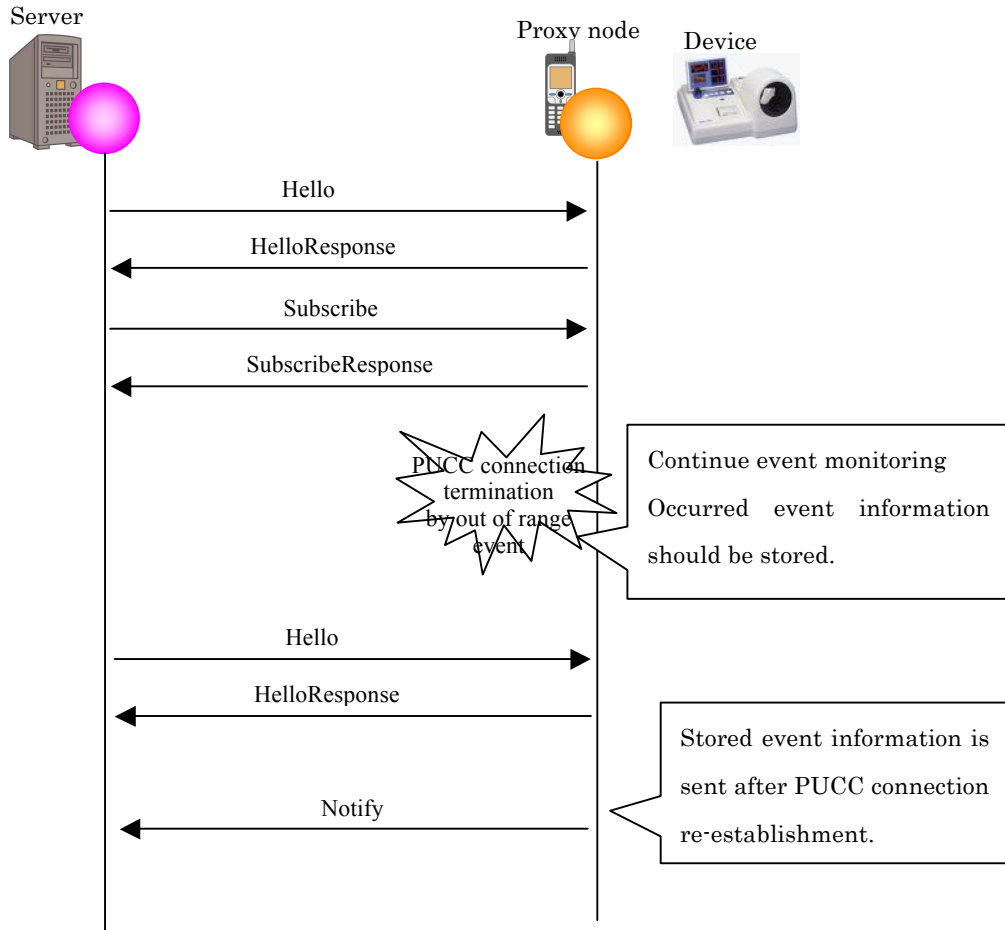 Server
Proxy node
Device
Hello
HelloResponse
Subscribe
SubscribeResponse
PUCC connection
termination
by out of range
event
Continue event monitoring
Occurred event information
should be stored.
Hello
HelloResponse
Stored event information is
sent after PUCC connection
re-establishment.
Notify